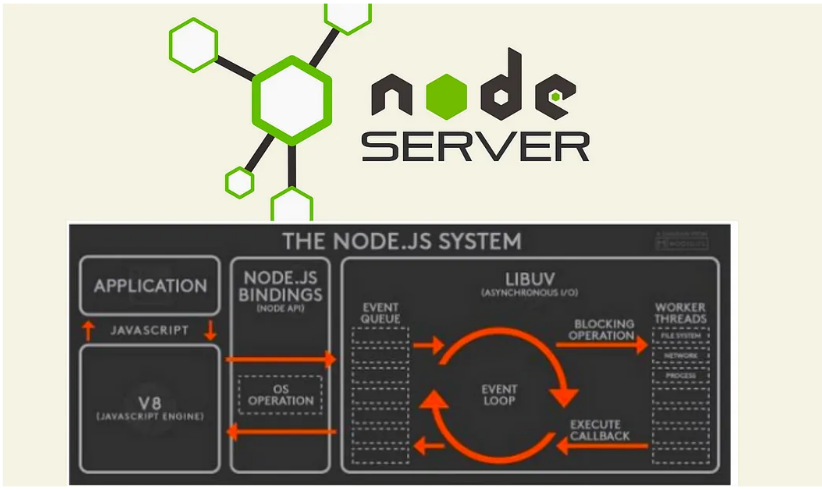 node
SERVER
THE NODE.JS SYSTEM
APPLICATION
JAVASCRIPT
V8
(JAVASCRIPT ENGINE)
NODE.JS
BINDINGS
(NODE API)
OS
OPERATION
LIBUV
(ASYNCHRONOUS I/O)
EVENT
QUEUE
EVENT
LOOP
BLOCKING
OPERATION
EXECUTE
CALLBACK
WORKER
THREADS
FILE SYSTEM
NETWORK
PROCESS